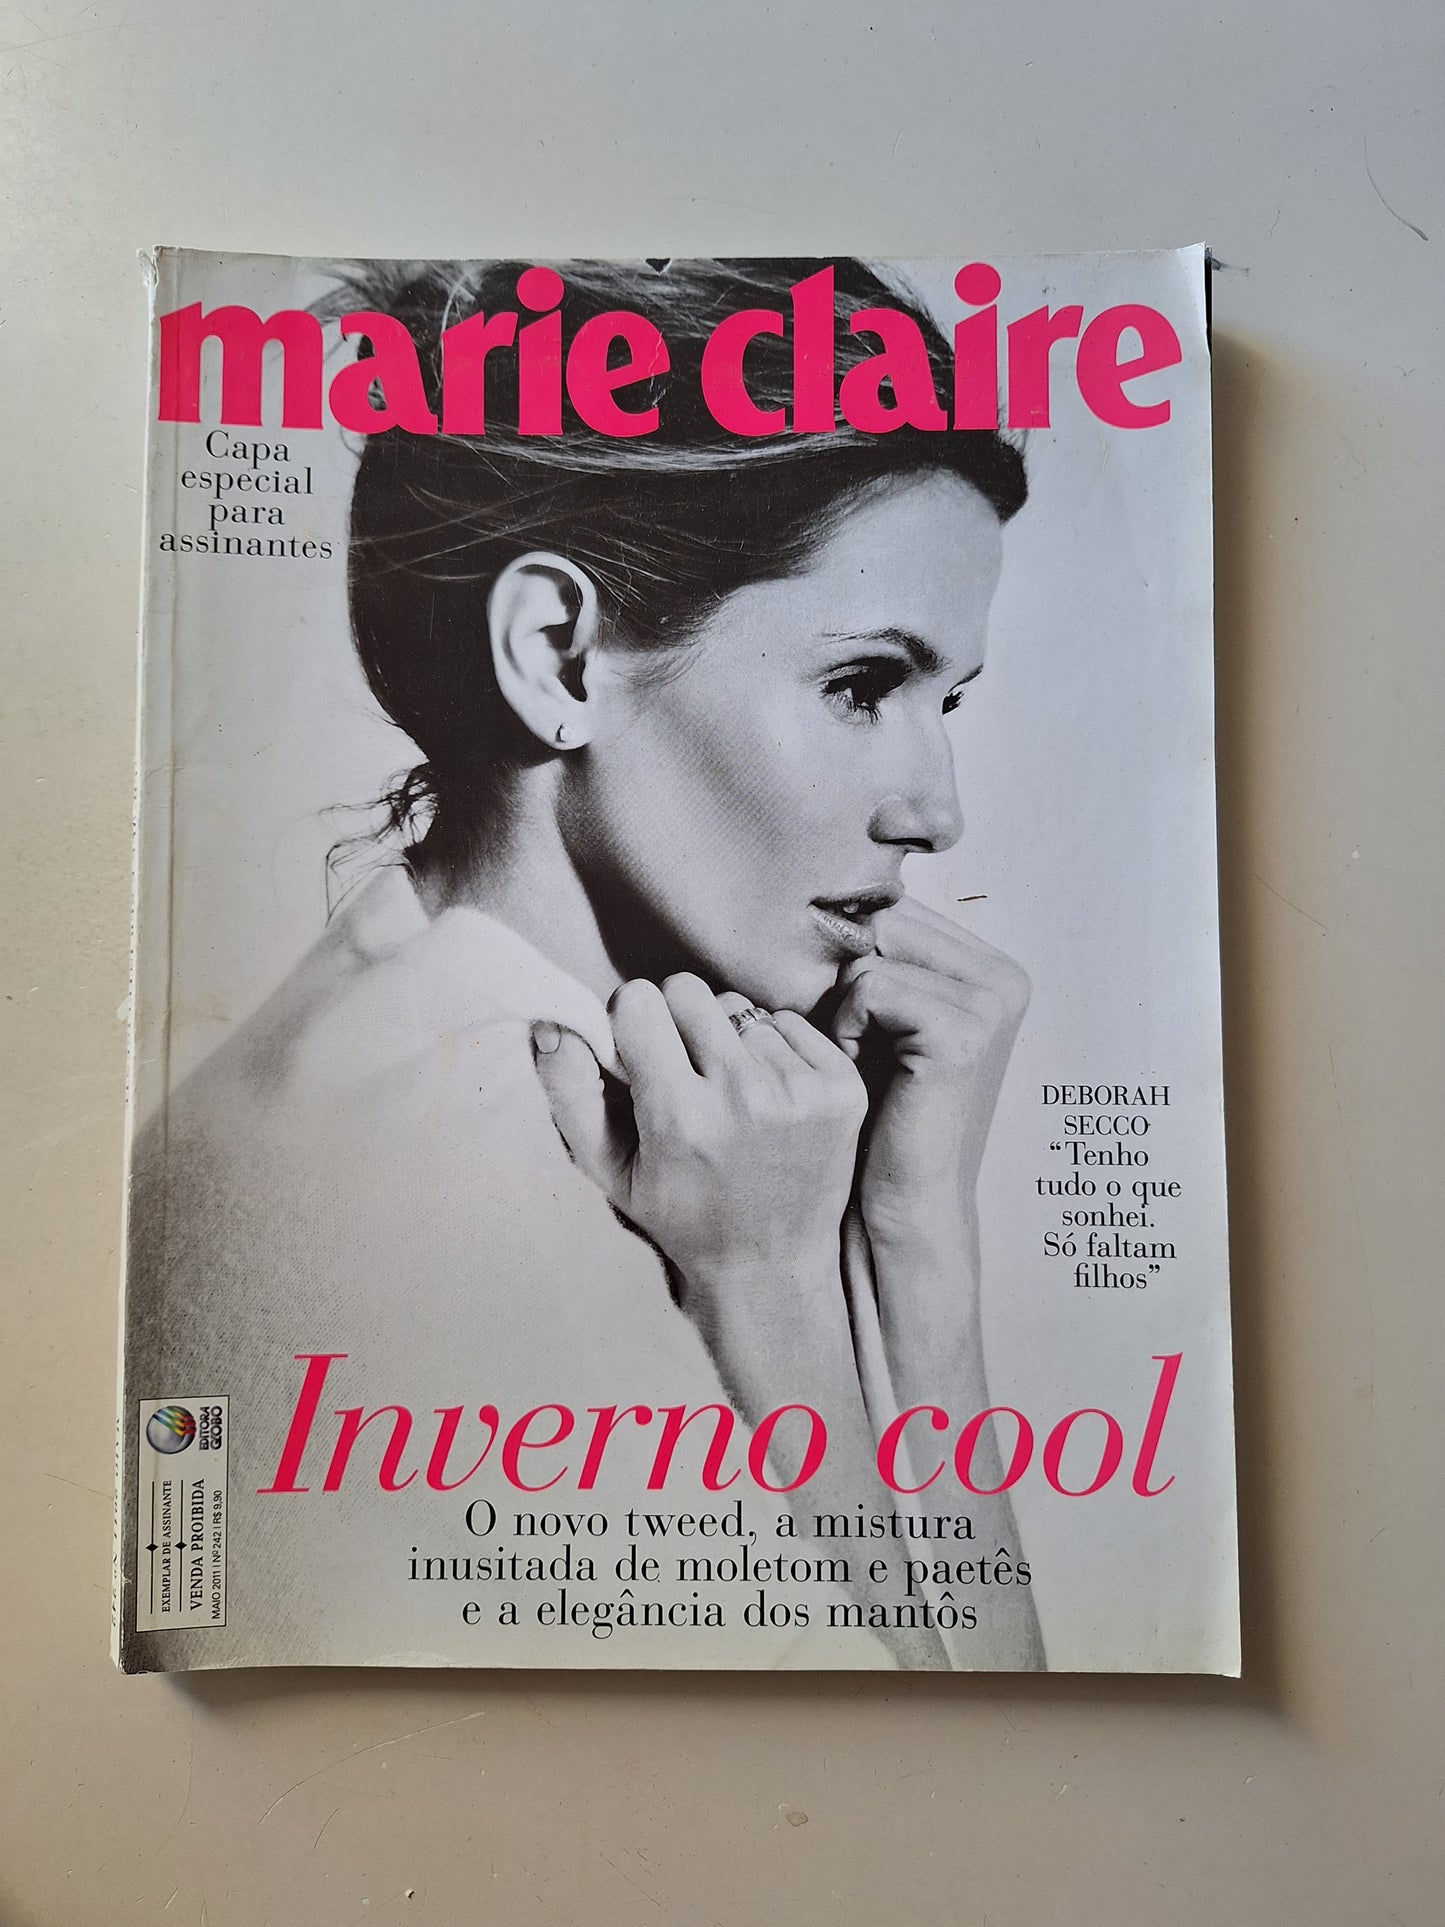 marie claire
Capa
especial
para
assinantes
DEBORAH
SECCO
“Tenho
tudo o que
sonhei.
Só faltam
filhos”
Inverno cool
O novo tweed, a mistura
inusitada de moletom e paetês
e a elegância dos mantôs
EDITORA
GLOBO
EXEMPLAR DE ASSINANTE
VENDA PROIBIDA
MAIO 2011 | Nº 242 | R$ 9,90